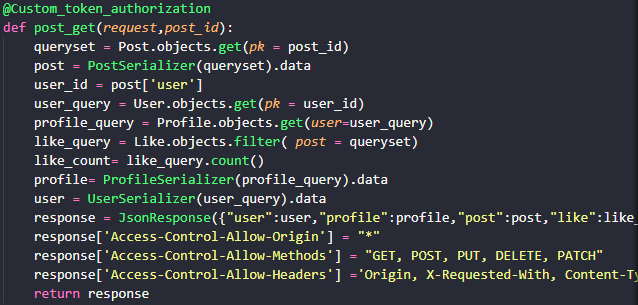 @Custom_token_authorization
def post_get(request,post_id):
    queryset = Post.objects.get(pk = post_id)
    post = PostSerializer(queryset).data
    user_id = post['user']
    user_query = User.objects.get(pk = user_id)
    profile_query = Profile.objects.get(user=user_query)
    like_query = Like.objects.filter( post = queryset)
    like_count= like_query.count()
    profile= ProfileSerializer(profile_query).data
    user = UserSerializer(user_query).data
    response = JsonResponse({"user":user,"profile":profile,"post":post,"like":like_
    response['Access-Control-Allow-Origin'] = "*"
    response['Access-Control-Allow-Methods'] = "GET, POST, PUT, DELETE, PATCH"
    response['Access-Control-Allow-Headers'] ='Origin, X-Requested-With, Content-Ty
    return response